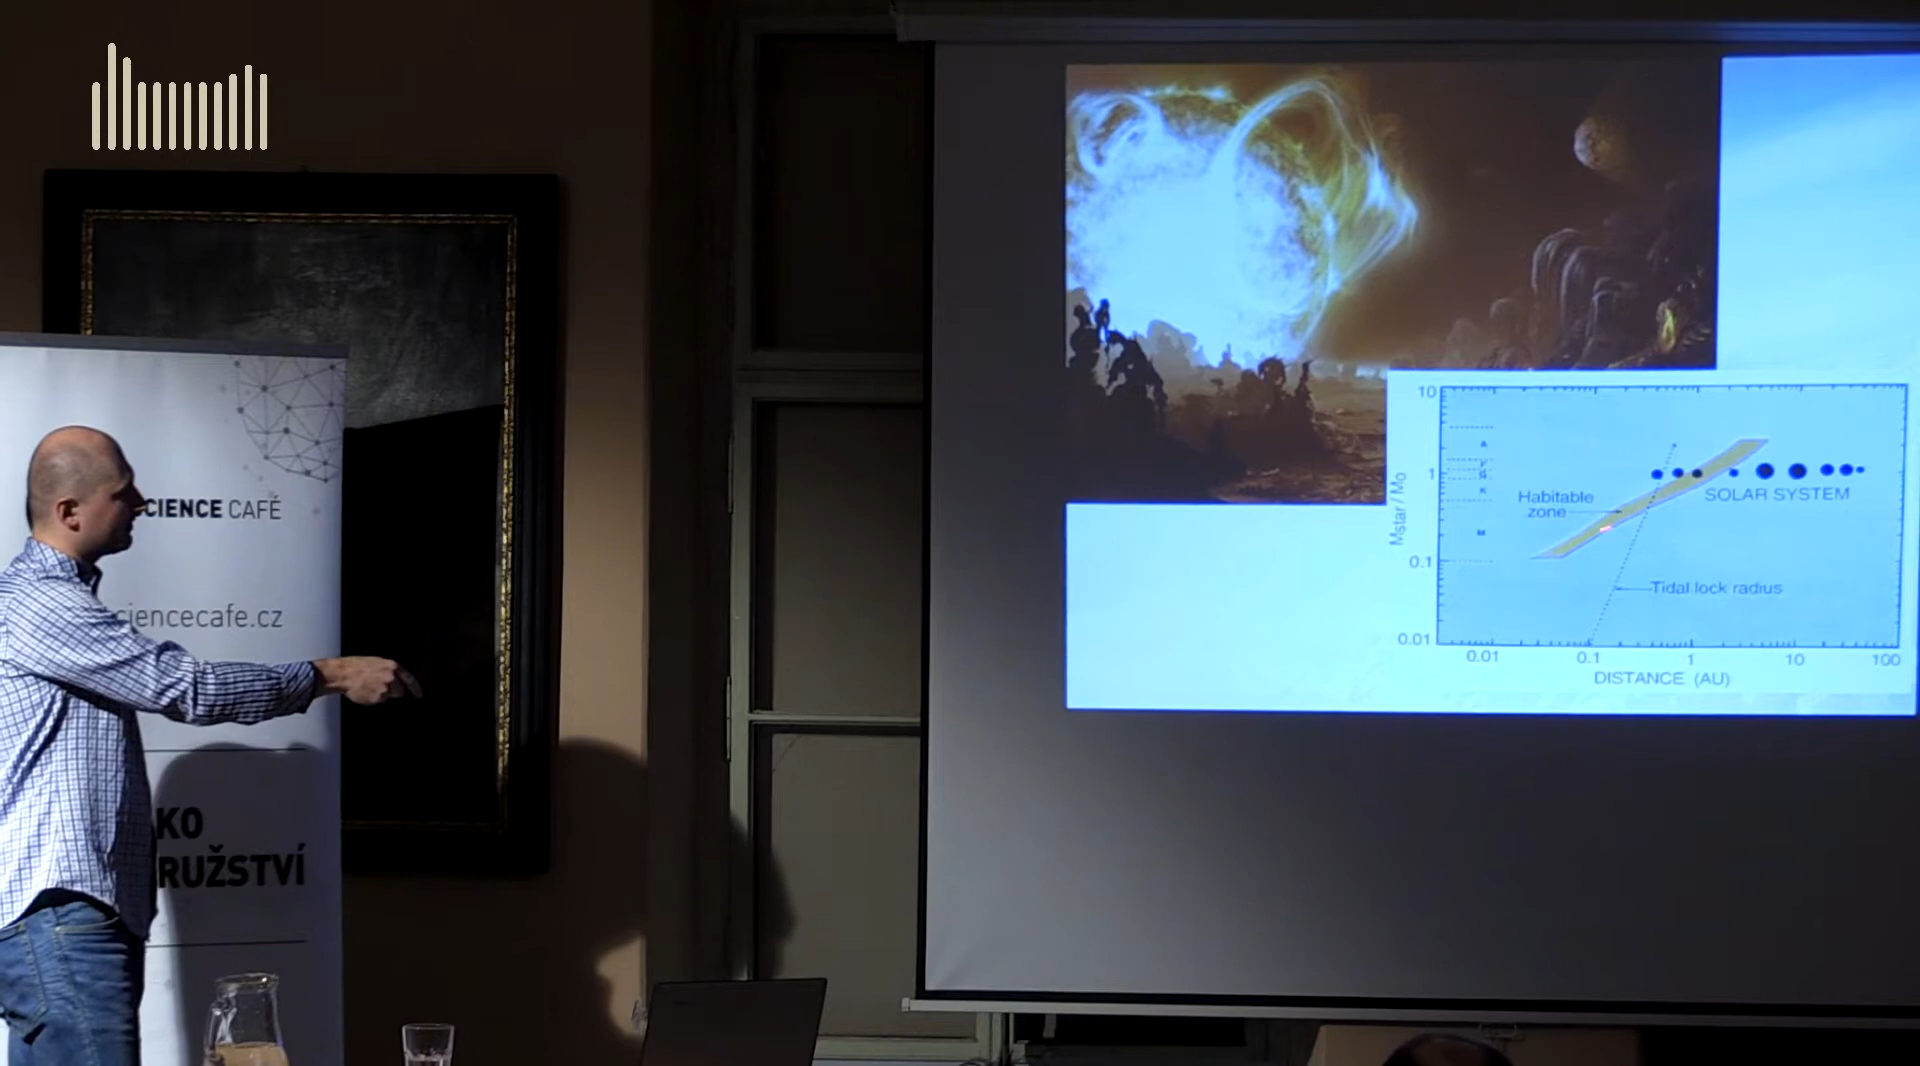 CIENCE CAFÉ
ciencecafe.cz
KO
RUŽSTVÍ
10
1
0.1
0.01
Mstar / Mo
A
F
G
K
M
Habitable
zone
SOLAR SYSTEM
Tidal lock radius
0.01
0.1
1
10
100
DISTANCE (AU)